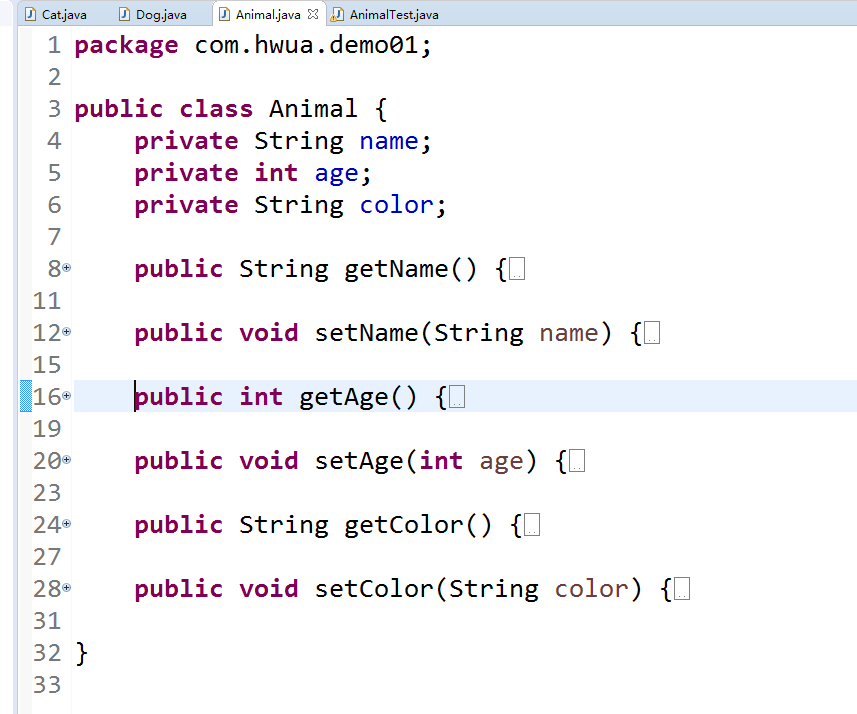 Cat.java Dog.java Animal.java AnimalTest.java
1 package com.hwua.demo01;
2
3 public class Animal {
4 private String name;
5 private int age;
6 private String color;
7
8 public String getName() {
11
12 public void setName(String name) {
15
16 public int getAge() {
19
20 public void setAge(int age) {
23
24 public String getColor() {
27
28 public void setColor(String color) {
31
32 }
33